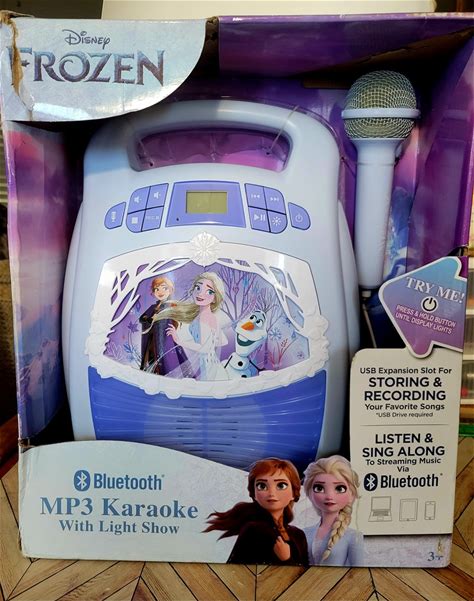 Disney
FROZEN
TRY ME!
PRESS & HOLD BUTTON
UNTIL DISPLAY LIGHTS
USB Expansion Slot For
STORING &
RECORDING
Your Favorite Songs
*USB Drive required
LISTEN &
SING ALONG
To Streaming Music
Via
Bluetooth®
Bluetooth®
MP3 Karaoke
With Light Show
3+